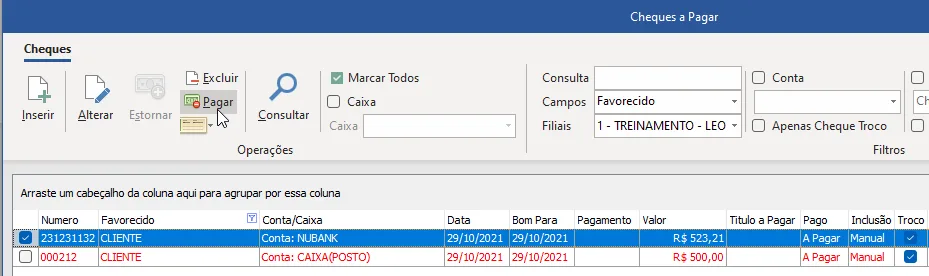 Cheques a Pagar
Cheques
Inserir
Alterar
Estornar
Excluir
Pagar
Consultar
Marcar Todos
Caixa
Caixa
Operações
Consulta
Campos Favorecido
Filiais 1 - TREINAMENTO - LEO
Conta
Apenas Cheque Troco
Filtros
Arraste um cabeçalho da coluna aqui para agrupar por essa coluna
Numero Favorecido Conta/Caixa Data Bom Para Pagamento Valor Titulo a Pagar Pago Inclusão Troco
231231132 CLIENTE Conta: NUBANK 29/10/2021 29/10/2021 R$ 523,21 A Pagar Manual
000212 CLIENTE Conta: CAIXA(POSTO) 29/10/2021 29/10/2021 R$ 500,00 A Pagar Manual